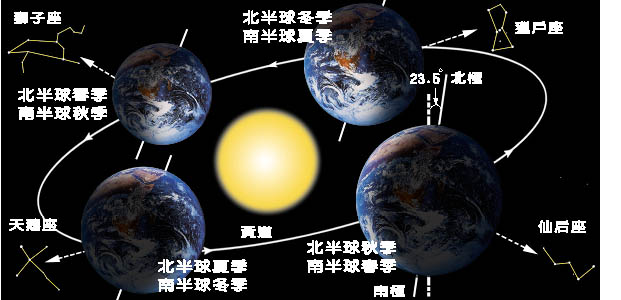 獅子座
北半球冬季
南半球夏季
獵戶座
23.5° 北極
北半球春季
南半球秋季
天鵝座
黃道
仙后座
北半球夏季
南半球冬季
北半球秋季
南半球春季
南極